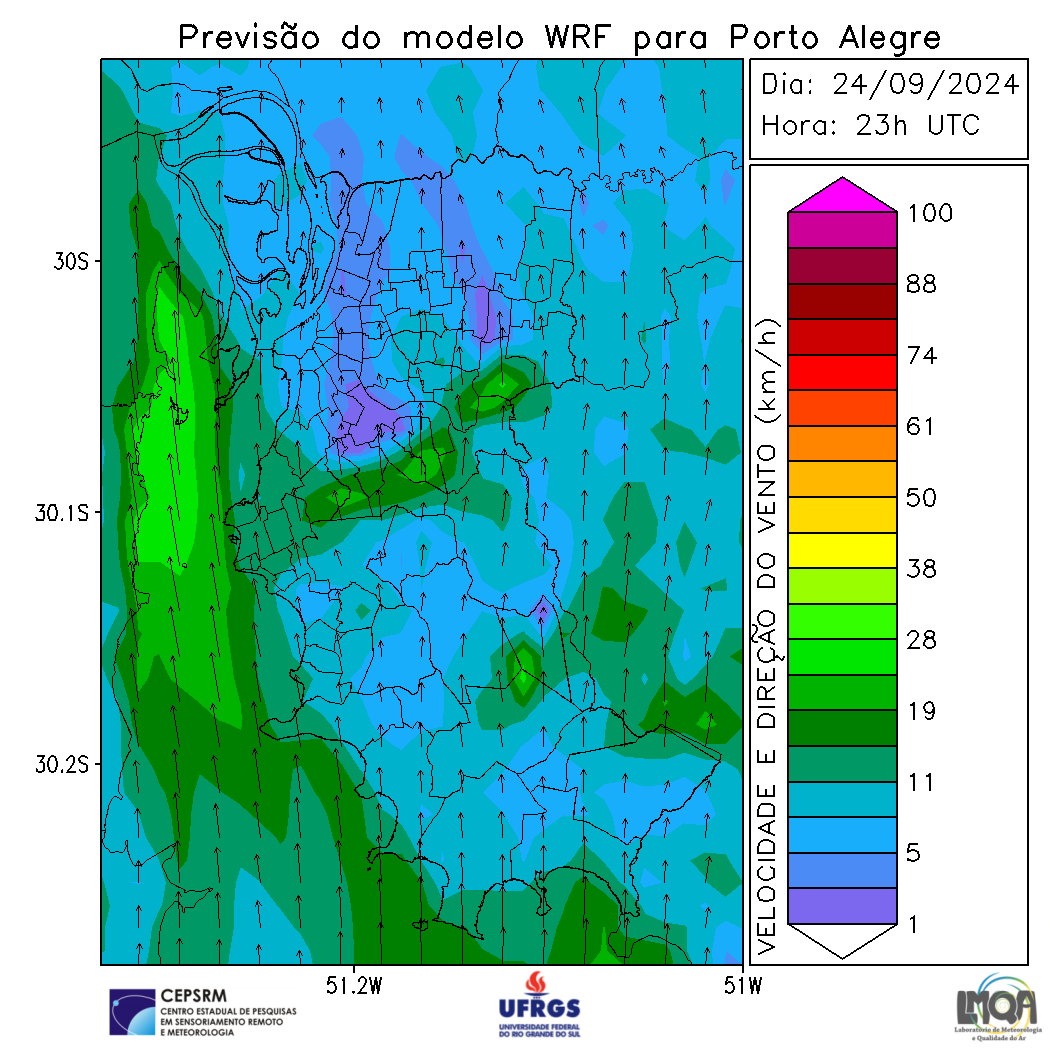 Previsão do modelo WRF para Porto Alegre
Dia: 24/09/2024
Hora: 23h UTC
30S
30.1S
30.2S
51.2W
51W
VELOCIDADE E DIREÇÃO DO VENTO (km/h)
100
88
74
61
50
38
28
19
11
5
1
CEPSRM
CENTRO ESTADUAL DE PESQUISAS
EM SENSORIAMENTO REMOTO
E METEOROLOGIA
UFRGS
UNIVERSIDADE FEDERAL
DO RIO GRANDE DO SUL
LMQA
Laboratório de Meteorologia
e Qualidade do Ar